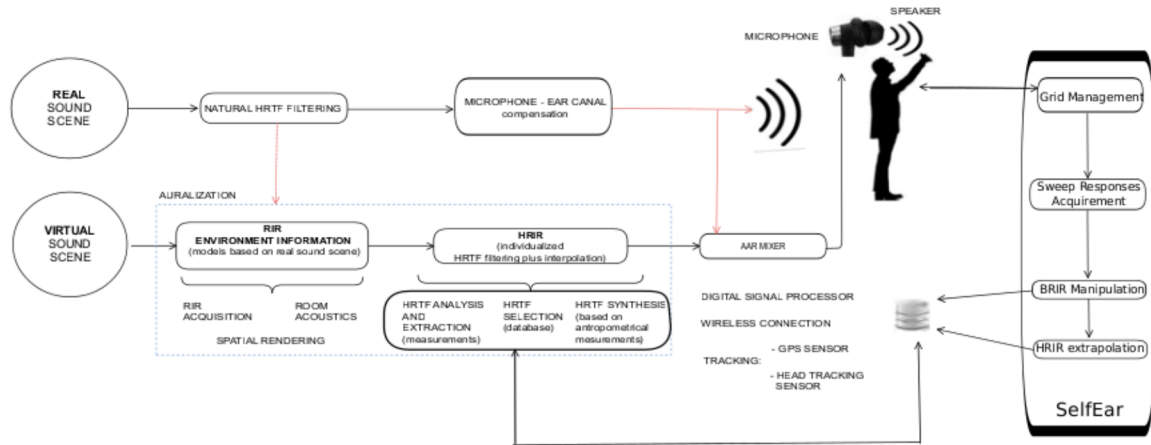 SPEAKER
MICROPHONE
REAL
SOUND
SCENE
NATURAL HRTF FILTERING
MICROPHONE - EAR CANAL
compensation
Grid Management
AURALIZATION
Sweep Responses
Acquirement
VIRTUAL
SOUND
SCENE
RIR
ENVIRONMENT INFORMATION
(models based on real sound scene)
HRIR
(individualized
HRTF filtering plus interpolation)
AAR MIXER
RIR
ACQUISITION
ROOM
ACOUSTICS
SPATIAL RENDERING
HRTF ANALYSIS
AND
EXTRACTION
(measurements)
HRTF
SELECTION
(database)
HRTF SYNTHESIS
(based on
antropometrical
mesurements)
DIGITAL SIGNAL PROCESSOR
WIRELESS CONNECTION
- GPS SENSOR
TRACKING:
- HEAD TRACKING
SENSOR
BRIR Manipulation
HRIR extrapolation
SelfEar